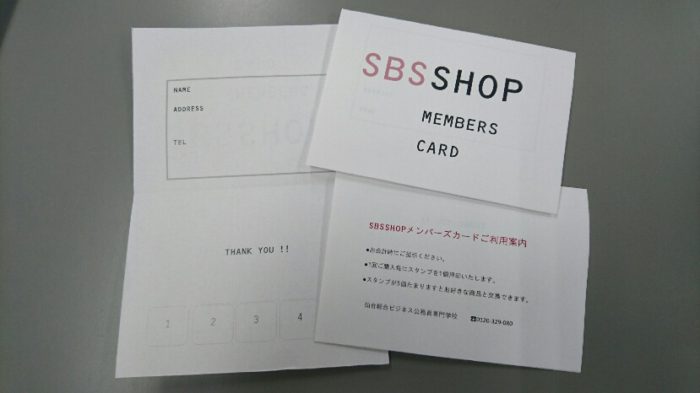 NAME
ADDRESS
TEL
THANK YOU !!
1 2 3 4
SBSSHOP
MEMBERS
CARD
SBSSHOPメンバーズカードご利用案内
●お会計時にご提示ください。
●1回ご購入毎にスタンプを1個押印いたします。
●スタンプが5個たまりますとお好きな商品と交換できます。
仙台総合ビジネス公務員専門学校 ☎0120-329-080